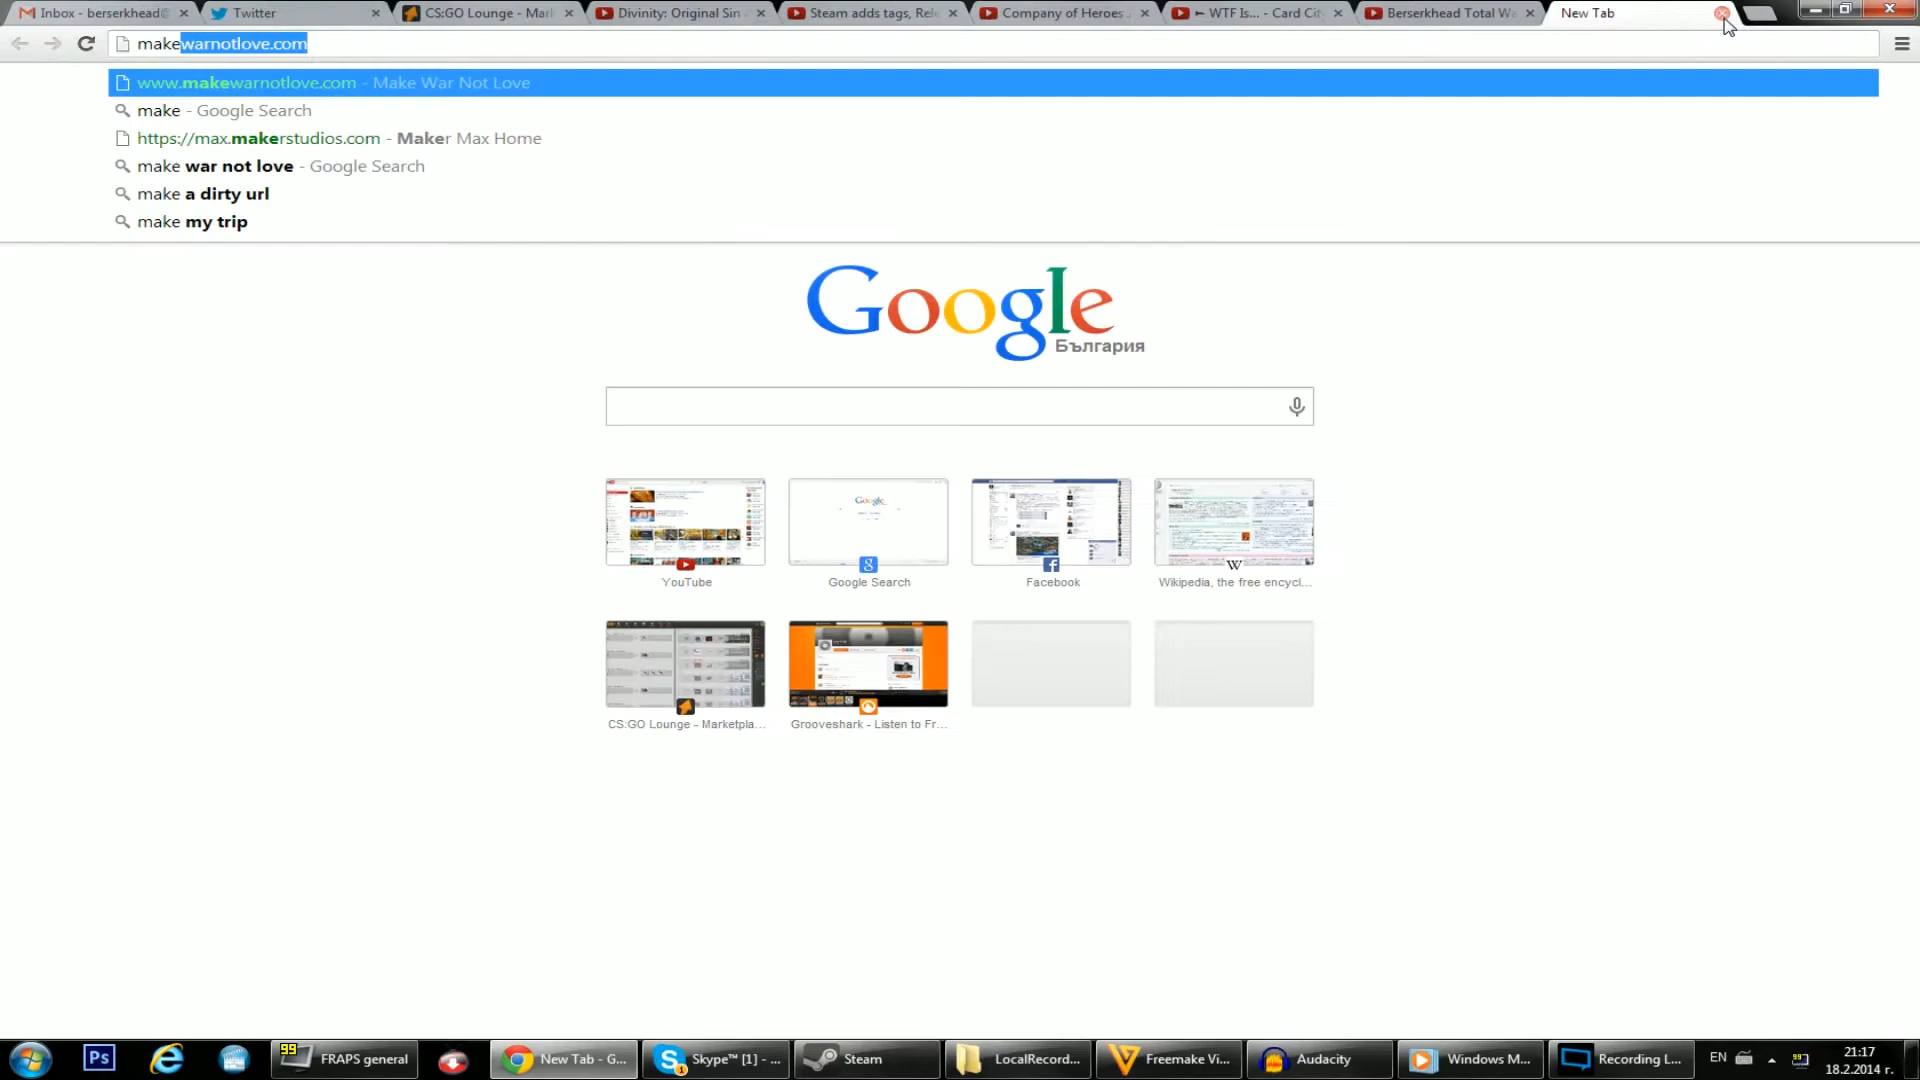 Inbox - berserkhead@
Twitter
CS:GO Lounge - Mar
Divinity: Original Sin
Steam adds tags, Rel
Company of Heroes
WTF Is... - Card Cit
Berserkhead Total Wa
New Tab
makewarnotlove.com
www.makewarnotlove.com - Make War Not Love
make - Google Search
https://max.makerstudios.com - Maker Max Home
make war not love - Google Search
make a dirty url
make my trip
Google
България
YouTube
Google Search
Facebook
Wikipedia, the free encycl...
CS:GO Lounge - Marketpla...
Grooveshark - Listen to Fr...
Ps
99 FRAPS general
New Tab - G...
Skype™ [1] - ...
Steam
LocalRecord...
Freemake Vi...
Audacity
Windows M...
Recording L...
EN
99
21:17
18.2.2014 г.